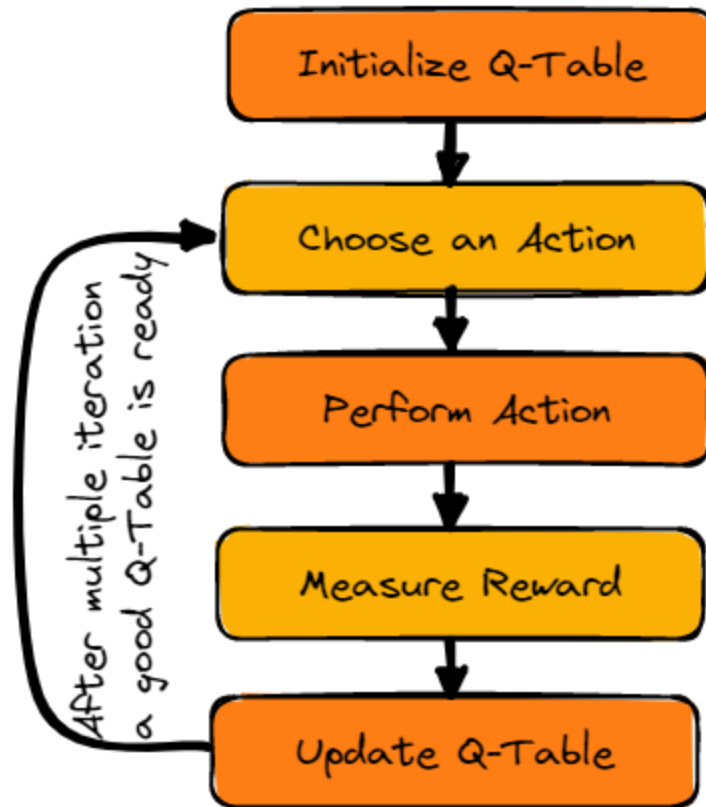 Initialize Q-Table
Choose an Action
Perform Action
Measure Reward
Update Q-Table
After multiple iteration
a good Q-Table is ready